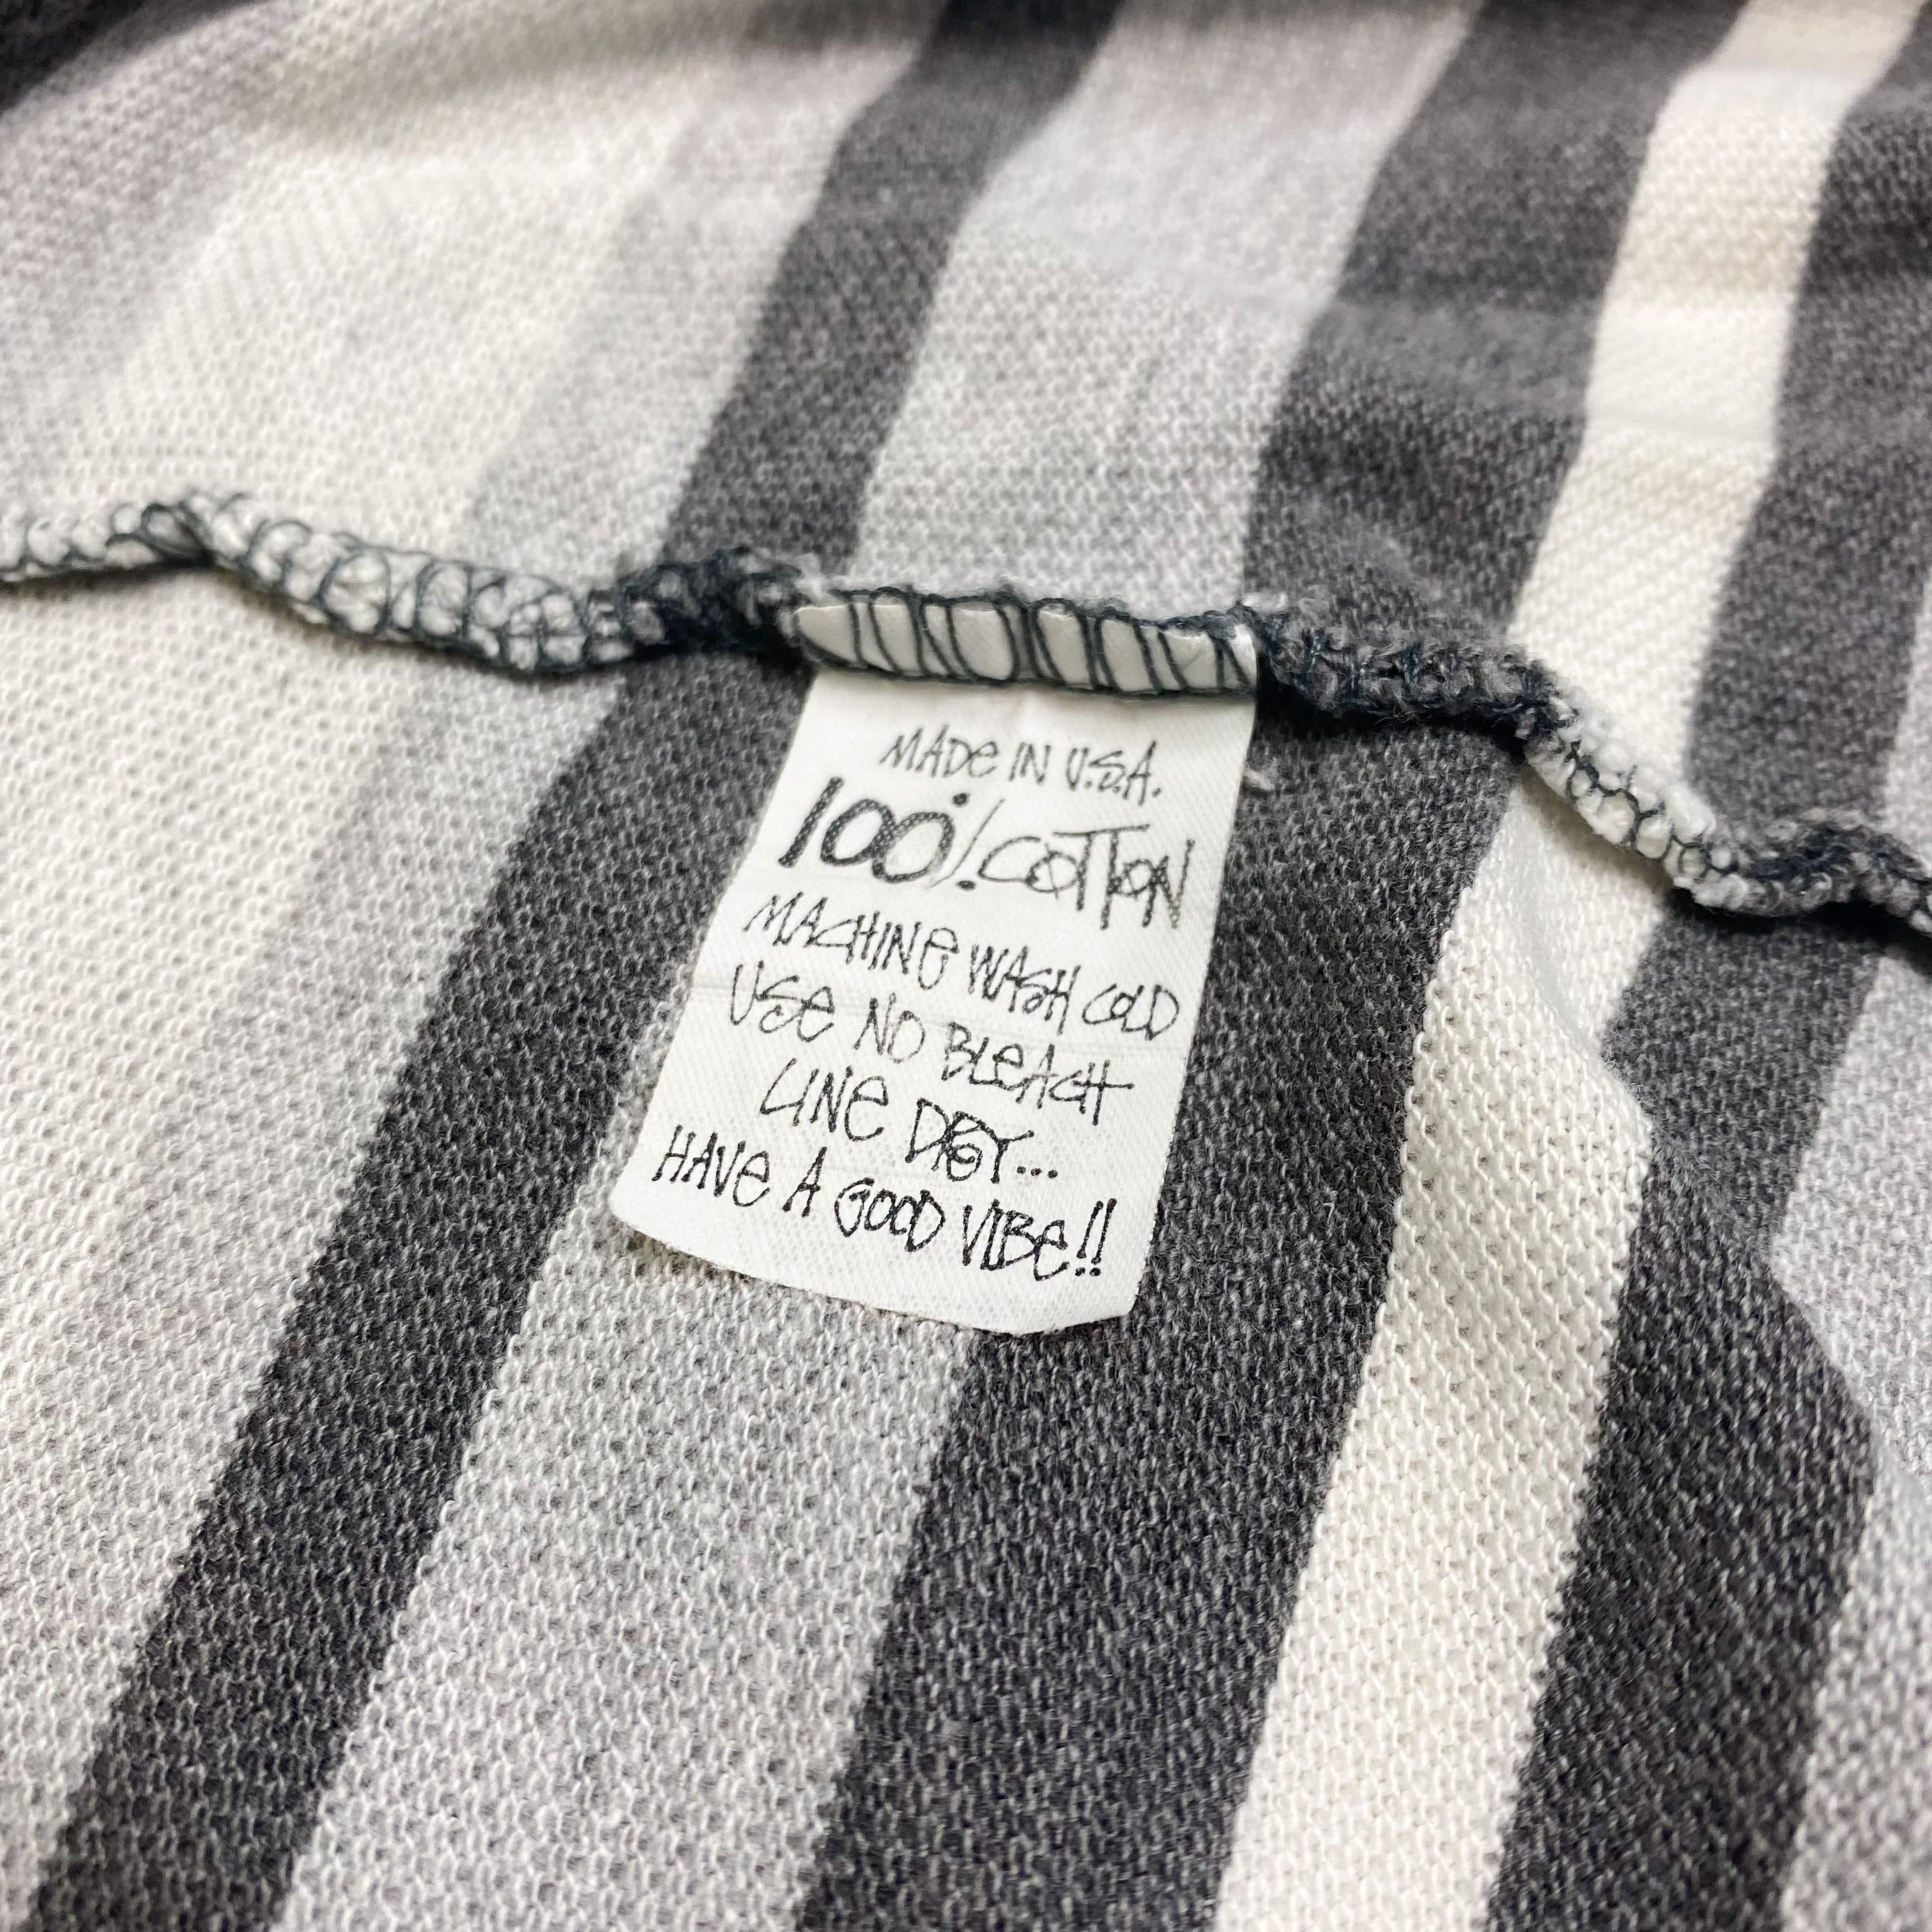 MADe IN U.S.A.
100% COTTON
MACHINe WASH COLD
USe NO BLeACH
LINe DRY...
HAVe A GOOD VIBe!!